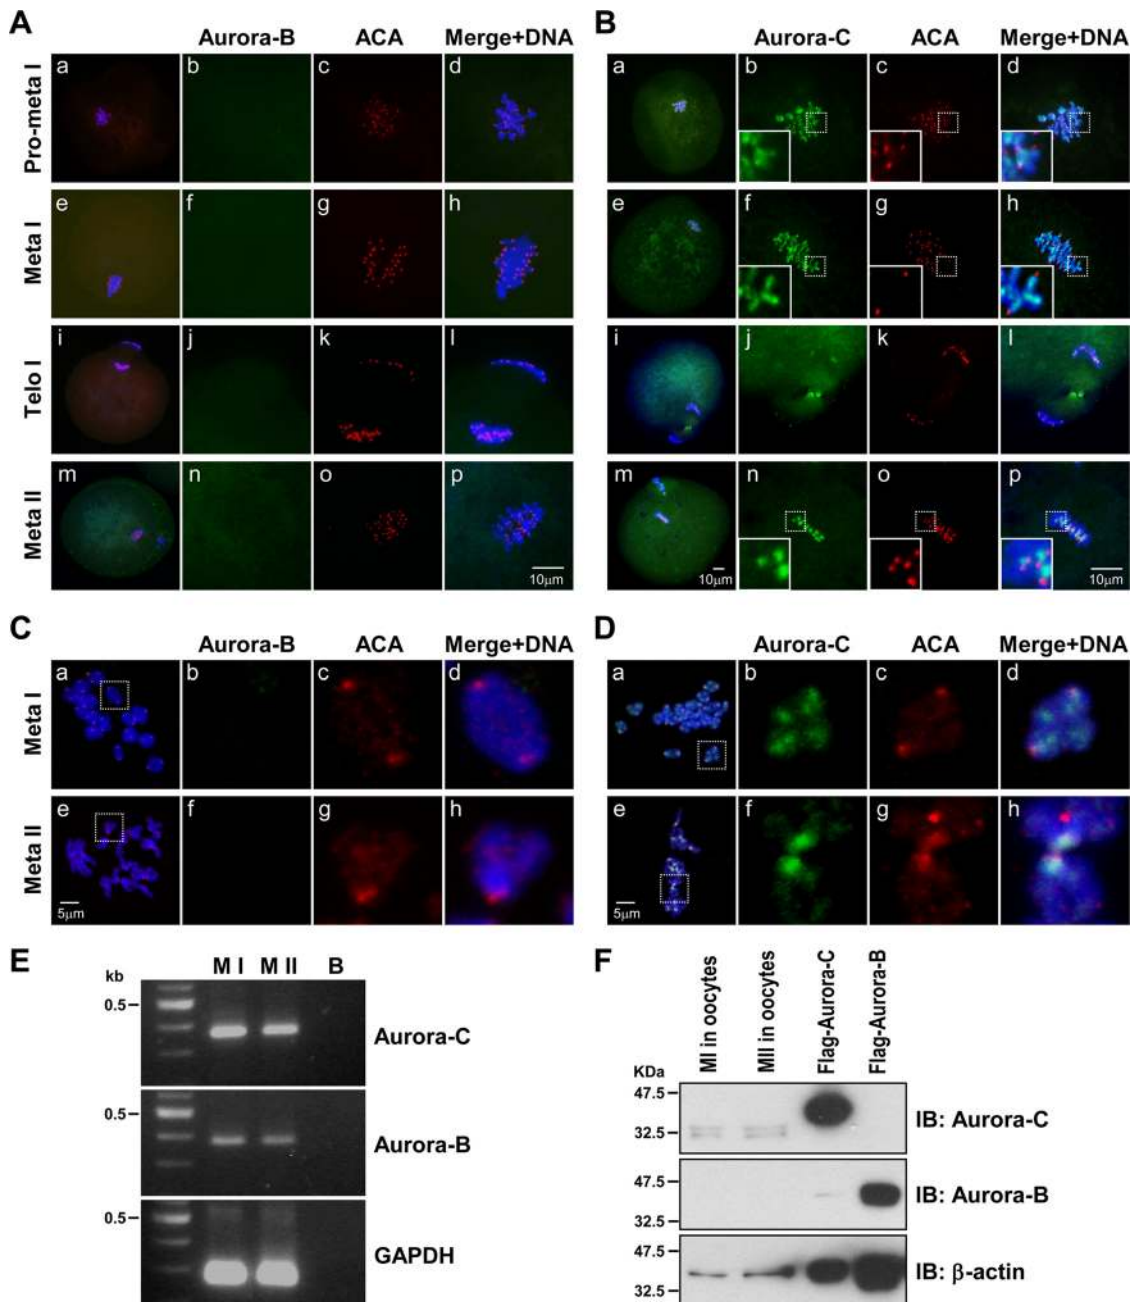 A
Aurora-B ACA Merge+DNA
Pro-meta I
a b c d
Meta I
e f g h
Telo I
i j k l
Meta II
m n o p
10μm
B
Aurora-C ACA Merge+DNA
a b c d
e f g h
i j k l
m n o p
10μm
10μm
C
Aurora-B ACA Merge+DNA
Meta I
a b c d
Meta II
e f g h
5μm
D
Aurora-C ACA Merge+DNA
a b c d
e f g h
5μm
E
kb
M I M II B
0.5
Aurora-C
0.5
Aurora-B
0.5
GAPDH
F
MI in oocytes
MII in oocytes
Flag-Aurora-C
Flag-Aurora-B
KDa
47.5
32.5
IB: Aurora-C
47.5
32.5
IB: Aurora-B
47.5
32.5
IB: β-actin